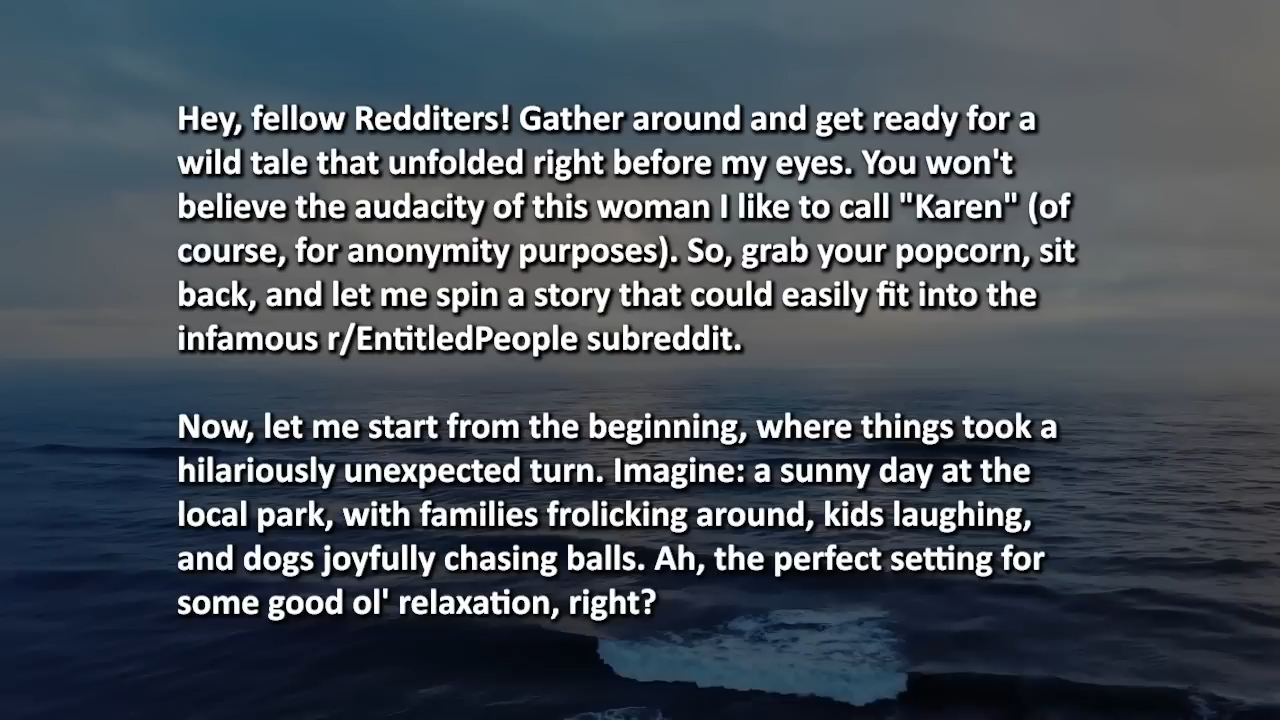 Hey, fellow Redditers! Gather around and get ready for a
wild tale that unfolded right before my eyes. You won't
believe the audacity of this woman I like to call "Karen" (of
course, for anonymity purposes). So, grab your popcorn, sit
back, and let me spin a story that could easily fit into the
infamous r/EntitledPeople subreddit.
Now, let me start from the beginning, where things took a
hilariously unexpected turn. Imagine: a sunny day at the
local park, with families frolicking around, kids laughing,
and dogs joyfully chasing balls. Ah, the perfect setting for
some good ol' relaxation, right?